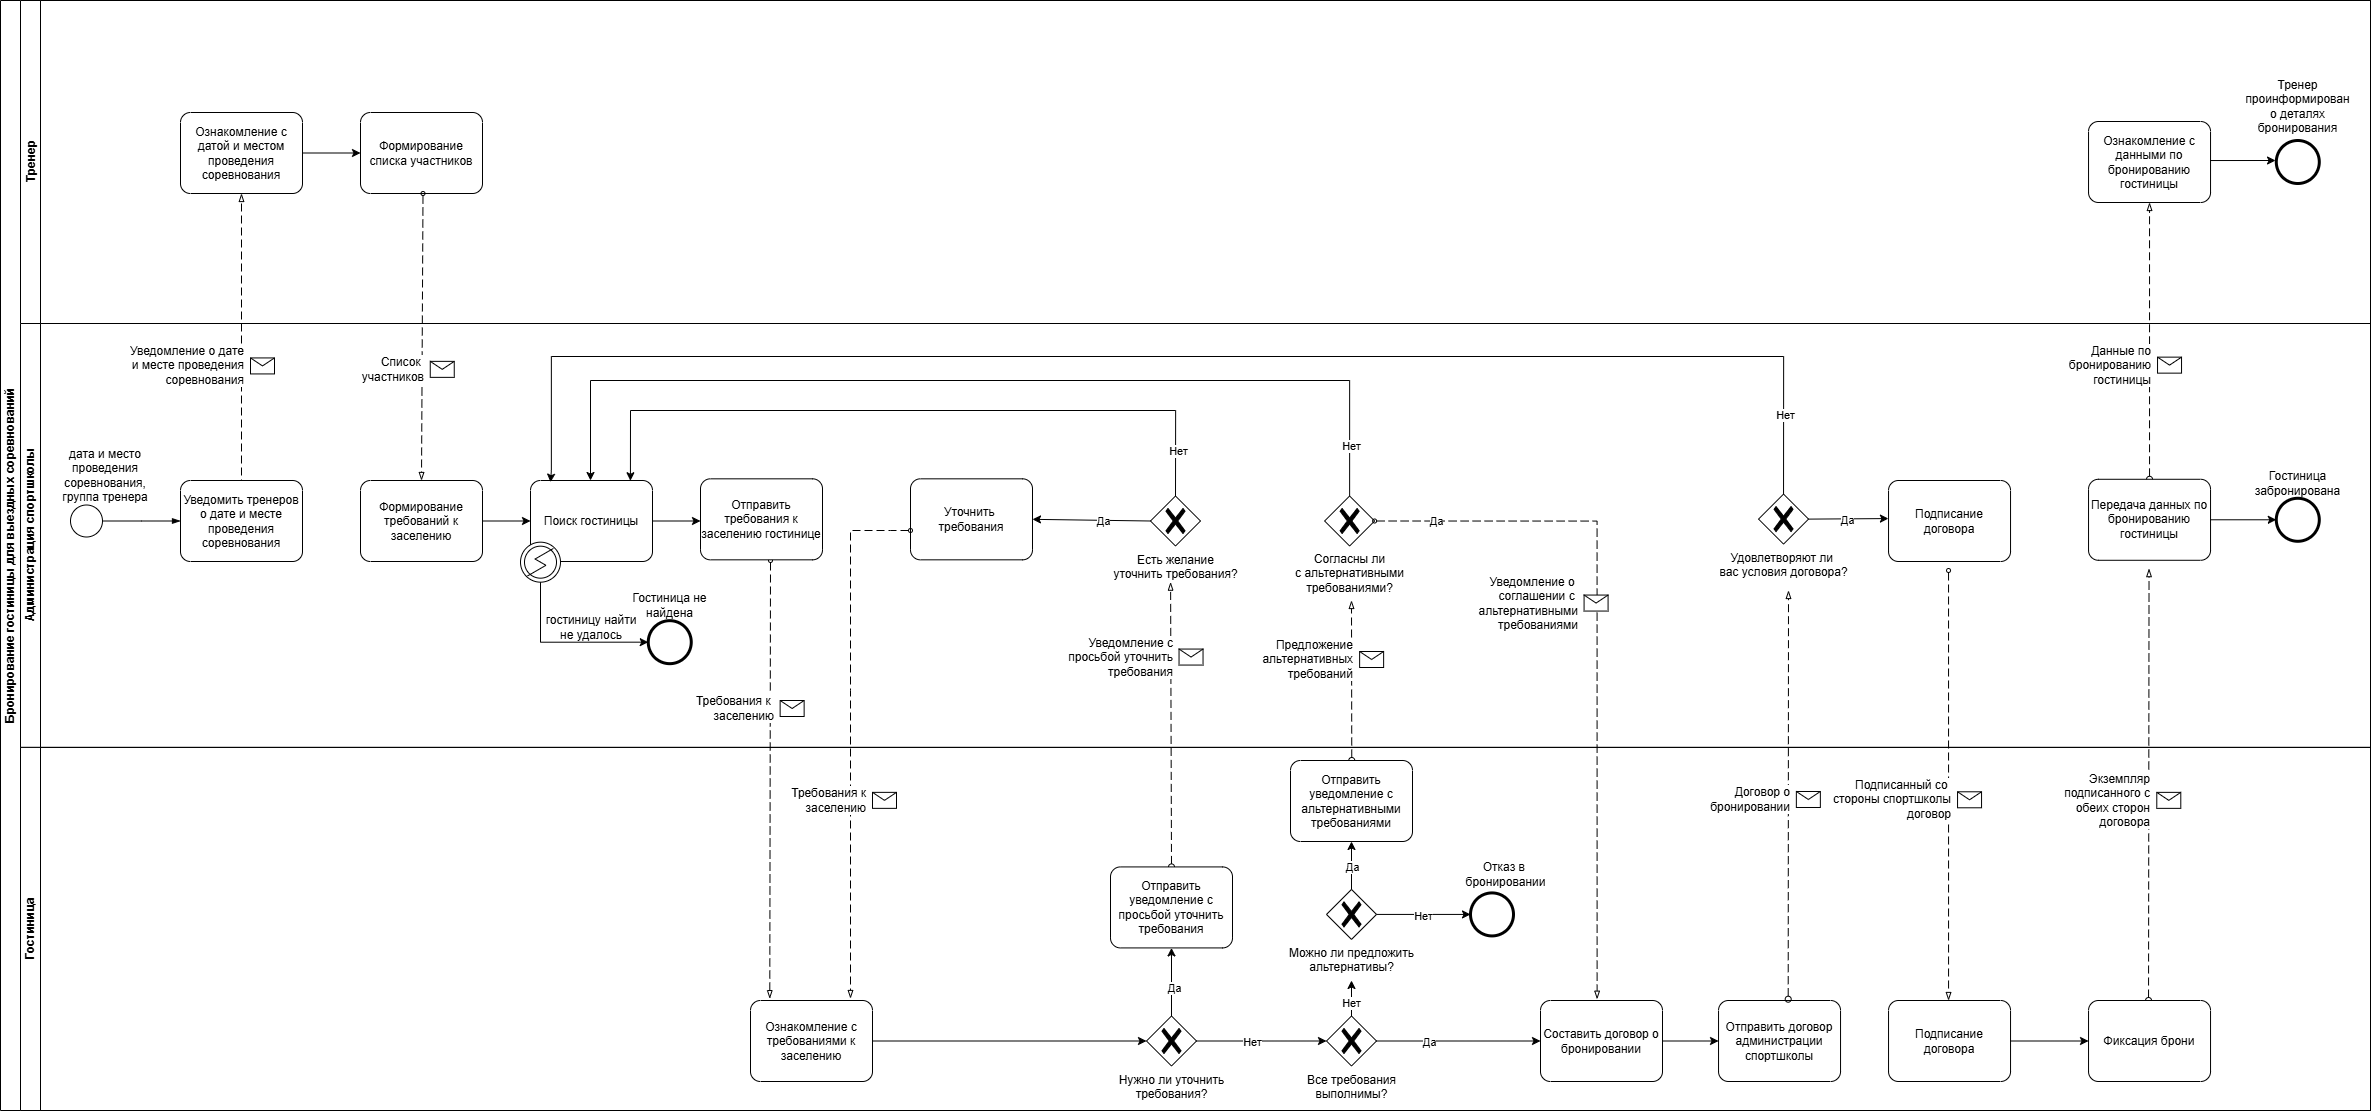 Бронирование гостиницы для выездных соревнований
Тренер
Ознакомление с
датой и местом
проведения
соревнования
Формирование
списка участников
Ознакомление с
данными по
бронированию
гостиницы
Тренер
проинформирован
о деталях
бронирования
Администрация спортшколы
Уведомление о дате
и месте проведения
соревнования
Список
участников
Данные по
бронированию
гостиницы
дата и место
проведения
соревнования,
группа тренера
Уведомить тренеров
о дате и месте
проведения
соревнования
Формирование
требований к
заселению
Поиск гостиницы
гостиницу найти
не удалось
Гостиница не
найдена
Отправить
требования к
заселению гостинице
Уточнить
требования
Да
Нет
Есть желание
уточнить требования?
Нет
Да
Согласны ли
с альтернативными
требованиями?
Нет
Да
Удовлетворяют ли
вас условия договора?
Подписание
договора
Передача данных по
бронированию
гостиницы
Гостиница
забронирована
Требования к
заселению
Уведомление с
просьбой уточнить
требования
Предложение
альтернативных
требований
Уведомление о
соглашении с
альтернативными
требованиями
Гостиница
Требования к
заселению
Договор о
бронировании
Подписанный со
стороны спортшколы
договор
Экземпляр
подписанного с
обеих сторон
договора
Отправить
уведомление с
альтернативными
требованиями
Отправить
уведомление с
просьбой уточнить
требования
Да
Нет
Отказ в
бронировании
Можно ли предложить
альтернативы?
Ознакомление с
требованиями к
заселению
Да
Нет
Нужно ли уточнить
требования?
Нет
Да
Все требования
выполнимы?
Составить договор о
бронировании
Отправить договор
администрации
спортшколы
Подписание
договора
Фиксация брони